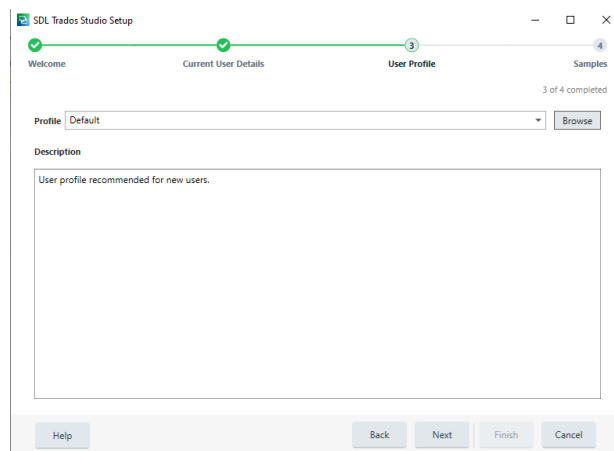 SDL Trados Studio Setup
3 4
Welcome Current User Details User Profile Samples
3 of 4 completed
Profile Default Browse
Description
User profile recommended for new users.
Help Back Next Finish Cancel